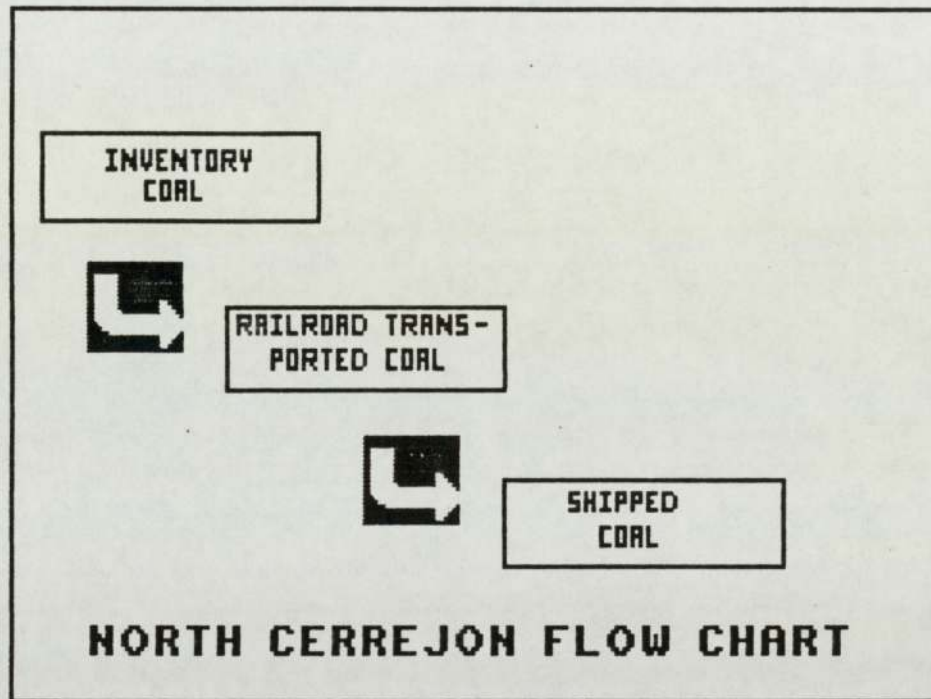 INVENTORY
COAL
RAILROAD TRANS-
PORTED COAL
SHIPPED
COAL
NORTH CERREJON FLOW CHART